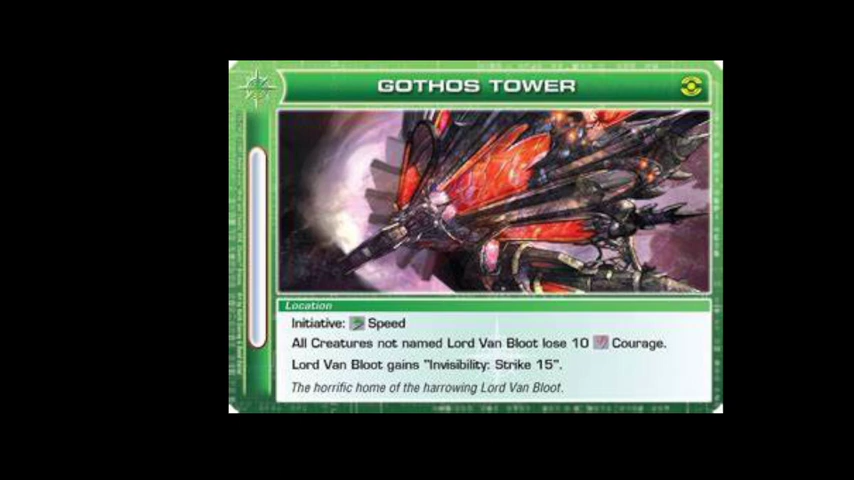 GOTHOS TOWER
Location
Initiative: Speed
All Creatures not named Lord Van Bloot lose 10 Courage.
Lord Van Bloot gains "Invisibility: Strike 15".
The horrific home of the harrowing Lord Van Bloot.